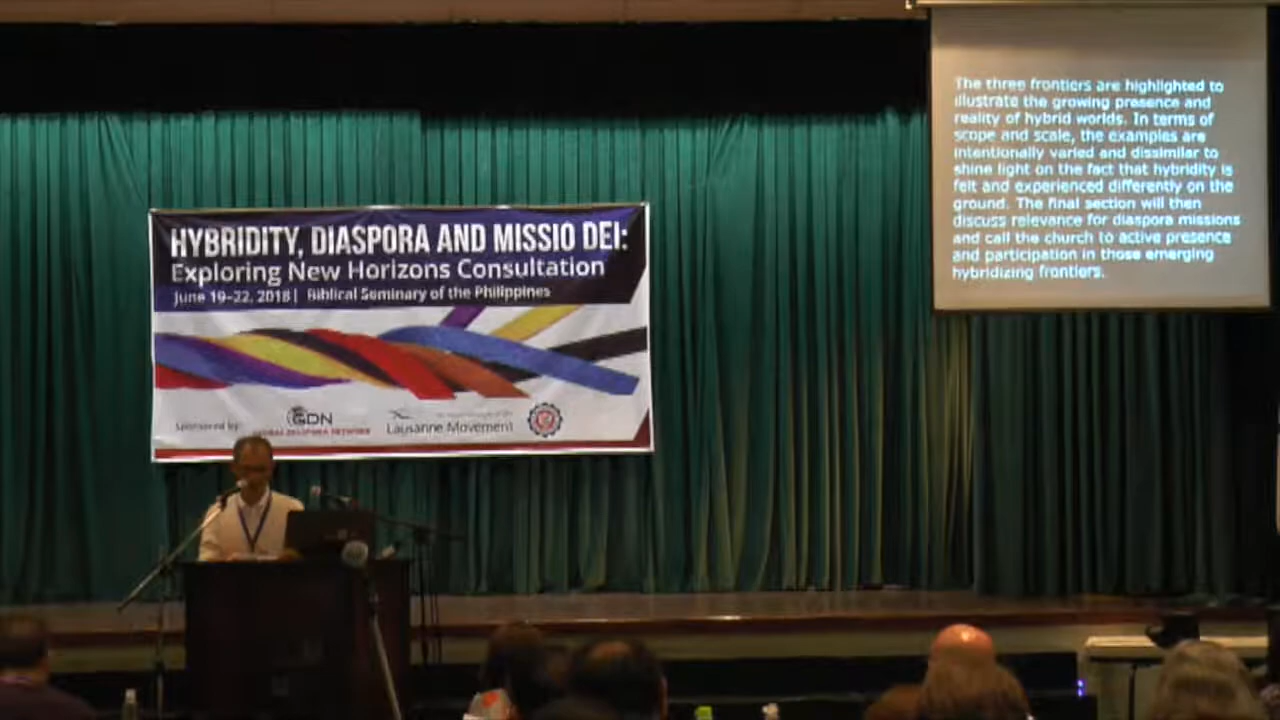 HYBRIDITY, DIASPORA AND MISSIO DEI:
Exploring New Horizons Consultation
June 19-22, 2018 | Biblical Seminary of the Philippines
Sponsored by:
GDN
GLOBAL DIASPORA NETWORK
Lausanne Movement
The three frontiers are highlighted to
illustrate the growing presence and
reality of hybrid worlds. In terms of
scope and scale, the examples are
intentionally varied and dissimilar to
shine light on the fact that hybridity is
felt and experienced differently on the
ground. The final section will then
discuss relevance for diaspora missions
and call the church to active presence
and participation in those emerging
hybridizing frontiers.